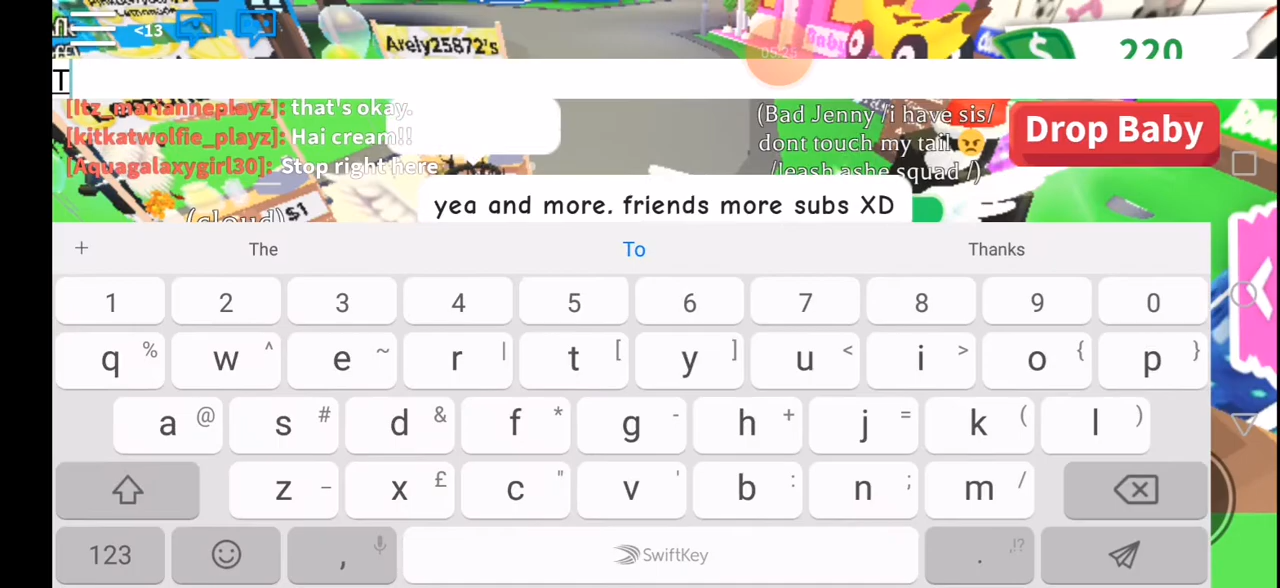 <13
Arely25872's
220
T
[Itz_marianneplayz]: that's okay.
[kitkatwolfie_playz]: Hai cream!!
[Aquagalaxygirl30]: Stop right here
(Bad Jenny /i have sis/
dont touch my tail😠
/leash ashe squad /)
Drop Baby
(cloud)
$1
yea and more. friends more subs XD
+ The To Thanks
1 2 3 4 5 6 7 8 9 0
q % w ^ e ~ r | t [ y ] u < i > o { p }
a @ s # d & f * g - h + j = k ( l )
z _ x £ c " v ' b : n ; m /
123 , SwiftKey . ,!?